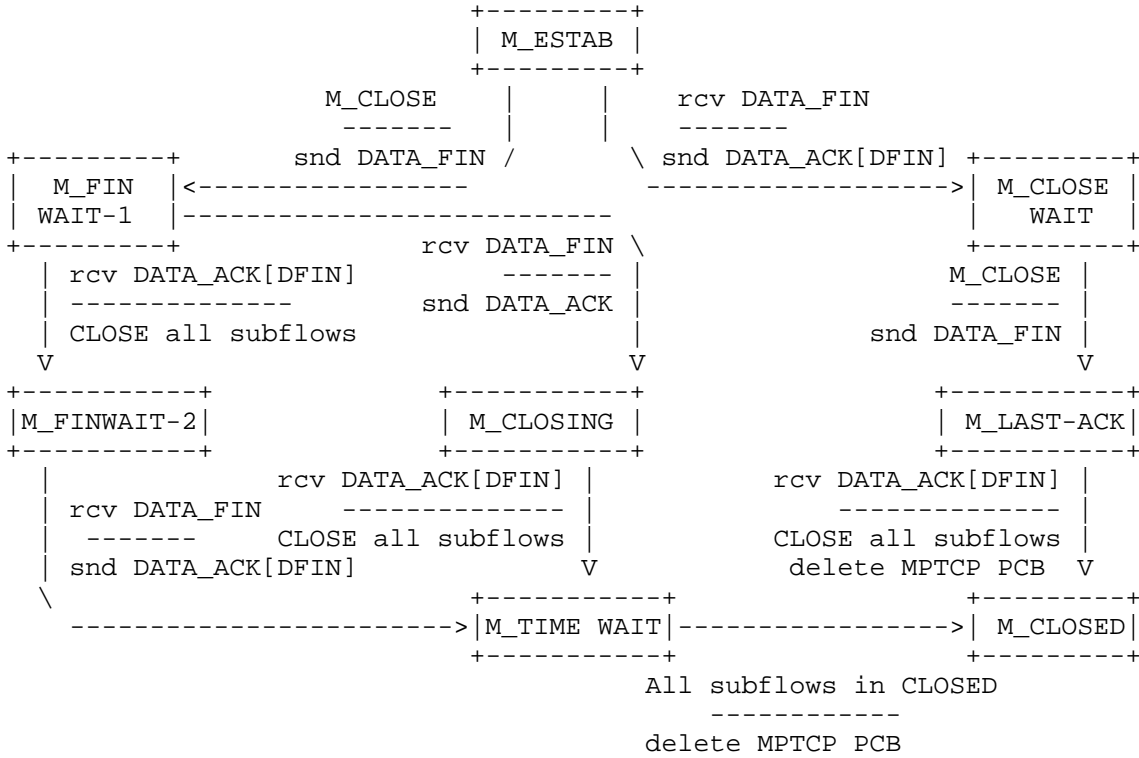 +---------+
                             | M_ESTAB |
                             +---------+
                    M_CLOSE    |     |    rcv DATA_FIN
                     -------   |     |    -------
+---------+       snd DATA_FIN /       \ snd DATA_ACK[DFIN] +---------+
|  M_FIN  |<-----------------           ------------------->| M_CLOSE |
| WAIT-1  |---------------------------                      |   WAIT  |
+---------+               rcv DATA_FIN \                    +---------+
  | rcv DATA_ACK[DFIN]         ------- |                   M_CLOSE |
  | --------------        snd DATA_ACK |                   ------- |
  | CLOSE all subflows                 |              snd DATA_FIN |
  V                                    V                           V
+-----------+              +-----------+                  +-----------+
|M_FINWAIT-2|              | M_CLOSING |                  | M_LAST-ACK|
+-----------+              +-----------+                  +-----------+
  |              rcv DATA_ACK[DFIN] |           rcv DATA_ACK[DFIN] |
  | rcv DATA_FIN     -------------- |               -------------- |
  |  -------     CLOSE all subflows |           CLOSE all subflows |
  | snd DATA_ACK[DFIN]              V            delete MPTCP PCB  V
  \                          +-----------+                  +---------+
    ------------------------>|M_TIME WAIT|----------------->| M_CLOSED|
                             +-----------+                  +---------+
                                        All subflows in CLOSED
                                            ------------
                                        delete MPTCP PCB